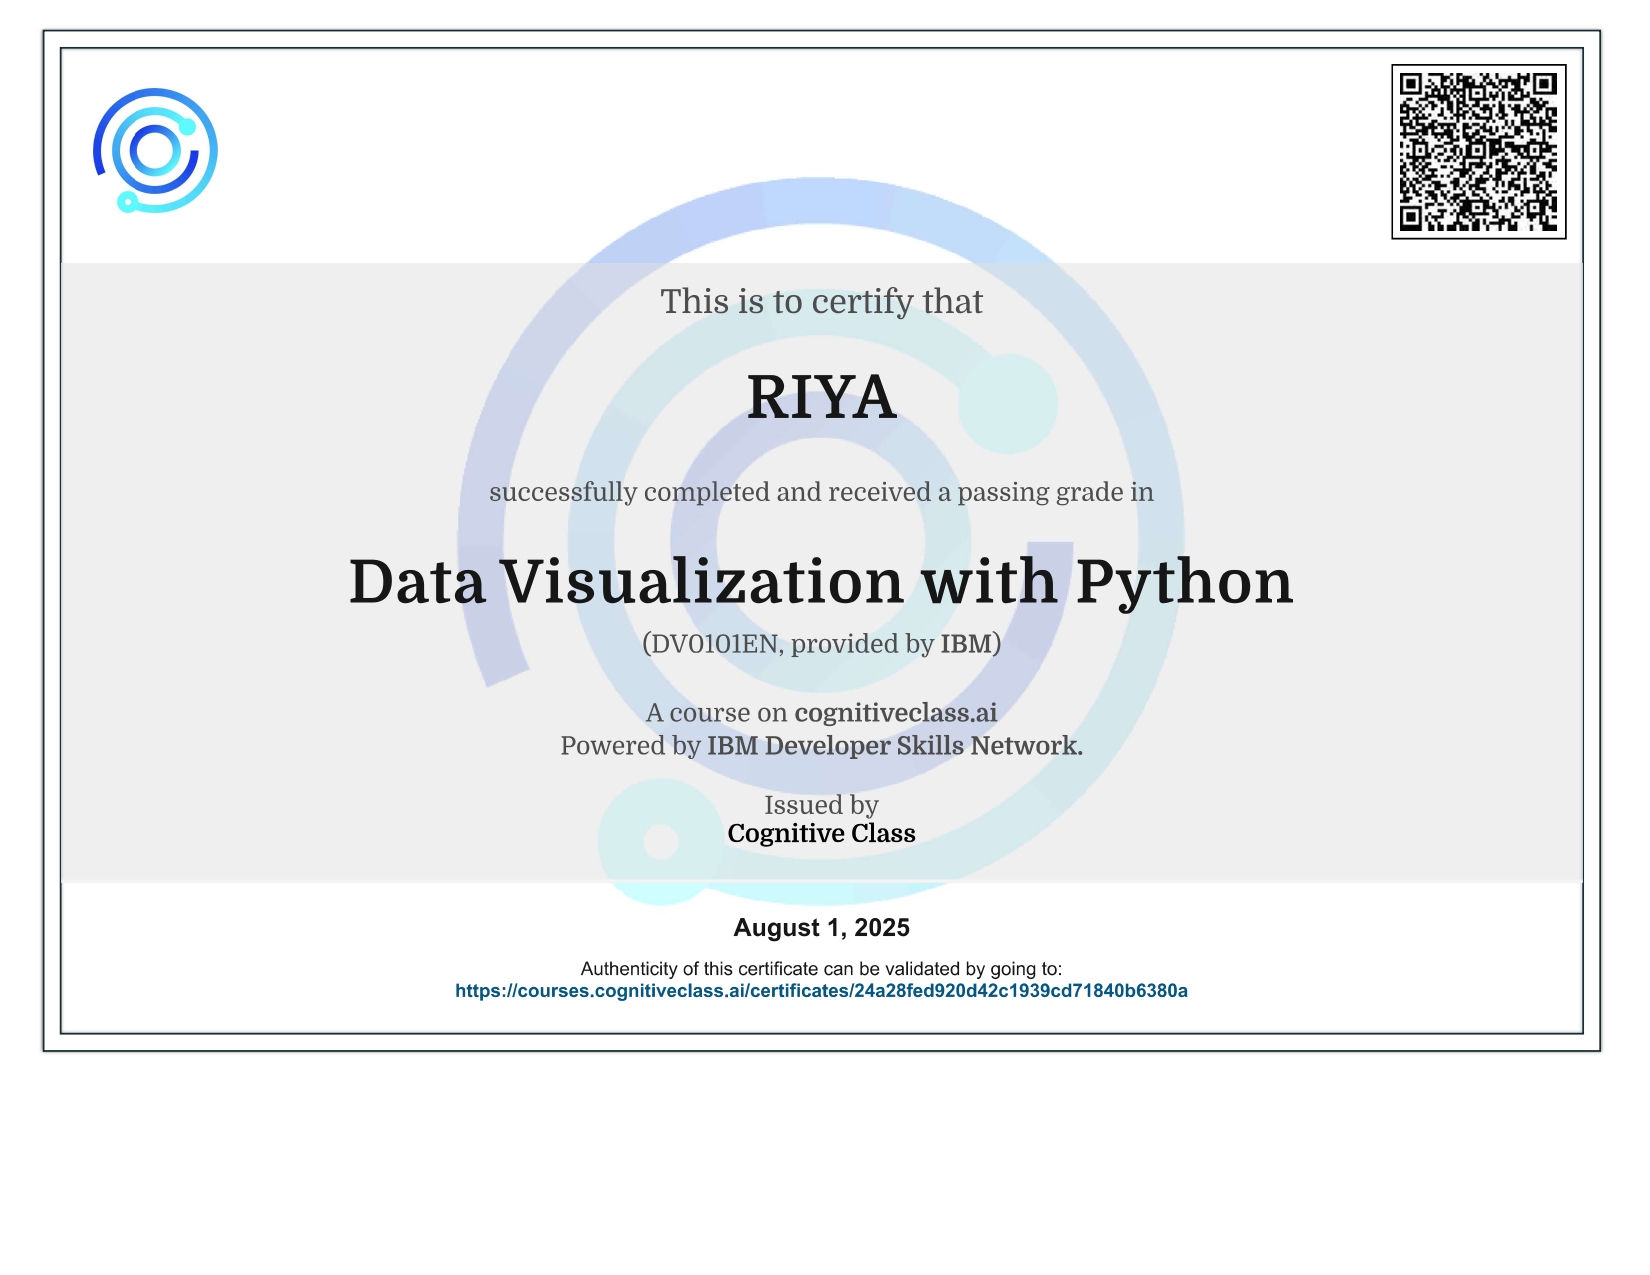 This is to certify that
RIYA
successfully completed and received a passing grade in
Data Visualization with Python
(DV0101EN, provided by IBM)
A course on cognitiveclass.ai
Powered by IBM Developer Skills Network.
Issued by
Cognitive Class
August 1, 2025
Authenticity of this certificate can be validated by going to:
https://courses.cognitiveclass.ai/certificates/24a28fed920d42c1939cd71840b6380a